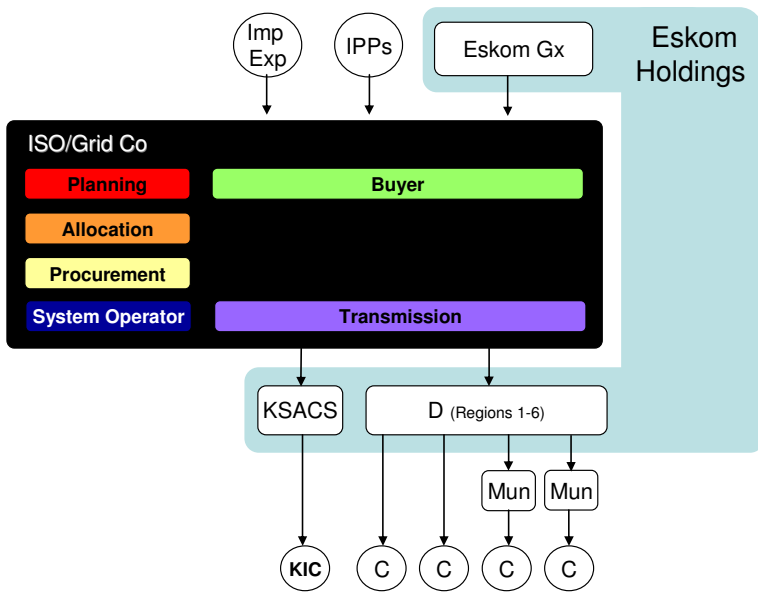 Imp
Exp
IPPs
Eskom Gx
Eskom
Holdings
ISO/Grid Co
Planning
Buyer
Allocation
Procurement
System Operator
Transmission
KSACS
D (Regions 1-6)
Mun
Mun
KIC
C
C
C
C